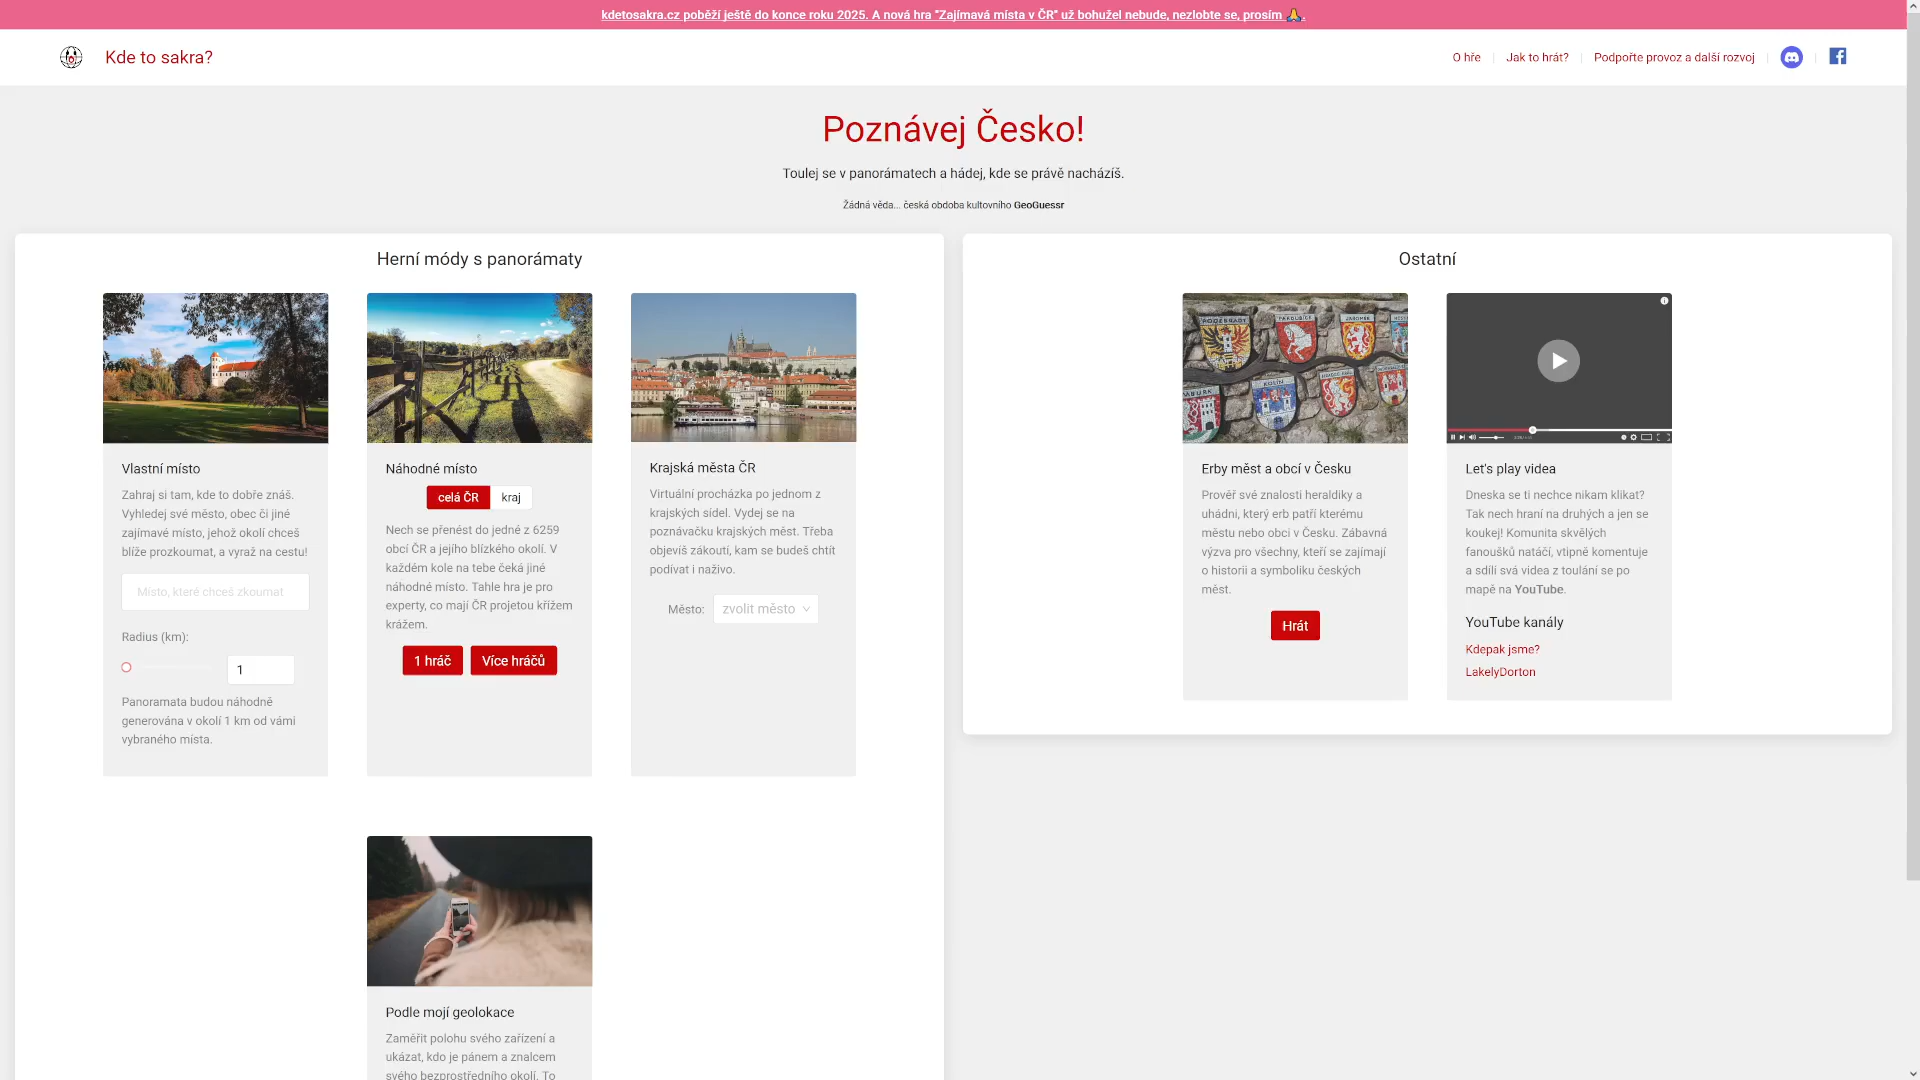 kdetosakra.cz poběží ještě do konce roku 2025. A nová hra "Zajímavá místa v ČR" už bohužel nebude, nezlobte se, prosím 🙏.
Kde to sakra?
O hře
Jak to hrát?
Podpořte provoz a další rozvoj
Poznávej Česko!
Toulej se v panorámatech a hádej, kde se právě nacházíš.
Žádná věda... česká obdoba kultovního GeoGuessr
Herní módy s panorámaty
Vlastní místo
Zahraj si tam, kde to dobře znáš.
Vyhledej své město, obec či jiné
zajímavé místo, jehož okolí chceš
blíže prozkoumat, a vyraž na cestu!
Místo, které chceš zkoumat
Radius (km):
1
Panoramata budou náhodně
generována v okolí 1 km od vámi
vybraného místa.
Náhodné místo
celá ČR
kraj
Nech se přenést do jedné z 6259
obcí ČR a jejího blízkého okolí. V
každém kole na tebe čeká jiné
náhodné místo. Tahle hra je pro
experty, co mají ČR projetou křížem
krážem.
1 hráč
Více hráčů
Krajská města ČR
Virtuální procházka po jednom z
krajských sídel. Vydej se na
poznávačku krajských měst. Třeba
objevíš zákoutí, kam se budeš chtít
podívat i naživo.
Město:
zvolit město
Podle mojí geolokace
Zaměřit polohu svého zařízení a
ukázat, kdo je pánem a znalcem
svého bezprostředního okolí. To
Ostatní
PARDUBICE
KOLÍN
Erby měst a obcí v Česku
Prověř své znalosti heraldiky a
uhádni, který erb patří kterému
městu nebo obci v Česku. Zábavná
výzva pro všechny, kteří se zajímají
o historii a symboliku českých
měst.
Hrát
Let's play videa
Dneska se ti nechce nikam klikat?
Tak nech hraní na druhých a jen se
koukej! Komunita skvělých
fanoušků natáčí, vtipně komentuje
a sdílí svá videa z toulání se po
mapě na YouTube.
YouTube kanály
Kdepak jsme?
LakelyDorton